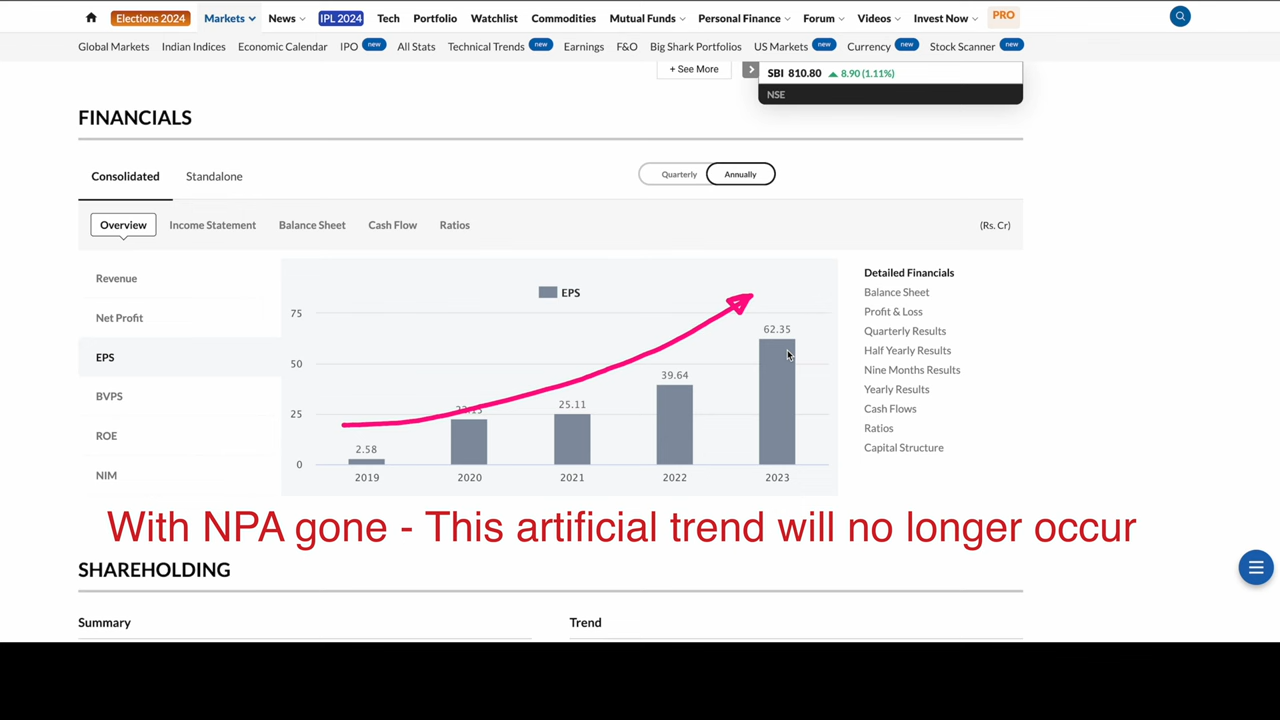 Elections 2024 Markets News IPL 2024 Tech Portfolio Watchlist Commodities Mutual Funds Personal Finance Forum Videos Invest Now PRO
Global Markets Indian Indices Economic Calendar IPO new All Stats Technical Trends new Earnings F&O Big Shark Portfolios US Markets new Currency new Stock Scanner new
+ See More
SBI 810.80 8.90 (1.11%)
NSE
FINANCIALS
Consolidated Standalone
Quarterly Annually
Overview Income Statement Balance Sheet Cash Flow Ratios (Rs. Cr)
Revenue
Net Profit
EPS
BVPS
ROE
NIM
EPS
75
50
25
0
2.58
25.11
39.64
62.35
2019 2020 2021 2022 2023
Detailed Financials
Balance Sheet
Profit & Loss
Quarterly Results
Half Yearly Results
Nine Months Results
Yearly Results
Cash Flows
Ratios
Capital Structure
With NPA gone - This artificial trend will no longer occur
SHAREHOLDING
Summary Trend